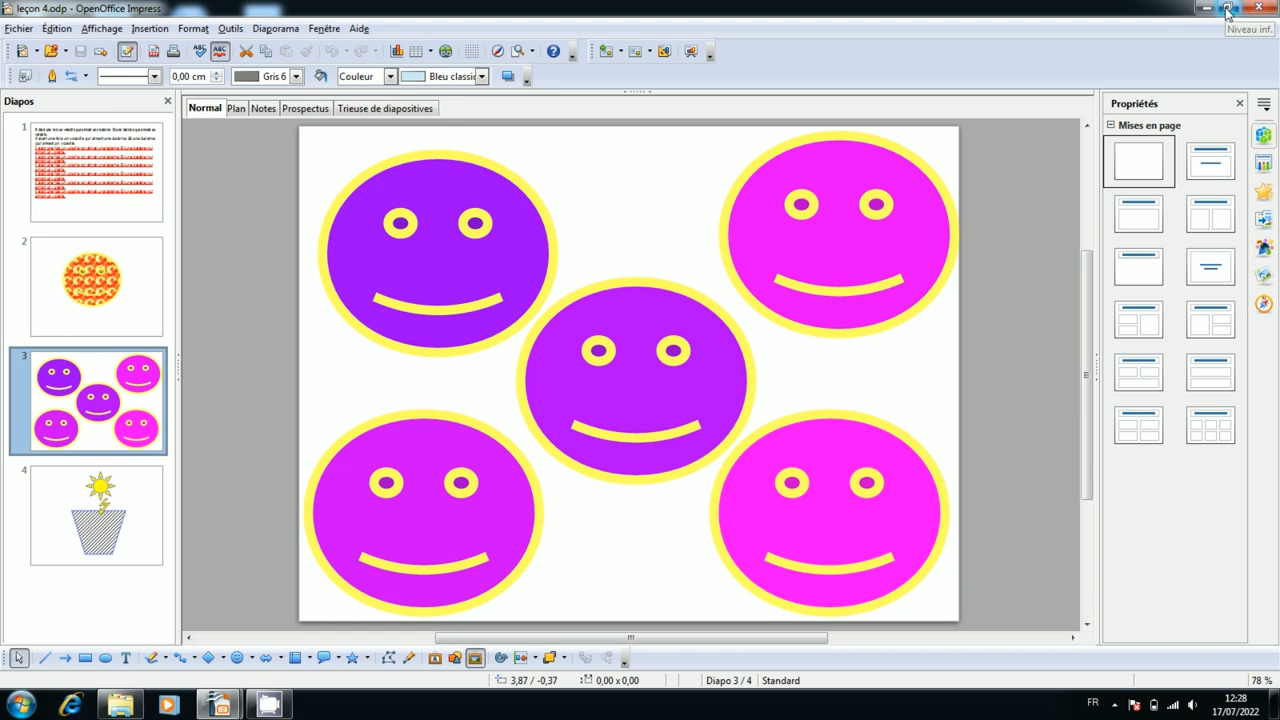 leçon 4.odp - OpenOffice Impress
Niveau inf.
Fichier Édition Affichage Insertion Format Outils Diaporama Fenêtre Aide
0,00 cm Gris 6 Couleur Bleu classic
Diapos
Normal Plan Notes Prospectus Trieuse de diapositives
Propriétés
Mises en page
1
2
3
4
3,87 / -0,37 0,00 x 0,00 Diapo 3 / 4 Standard 78 %
FR 12:28
17/07/2022